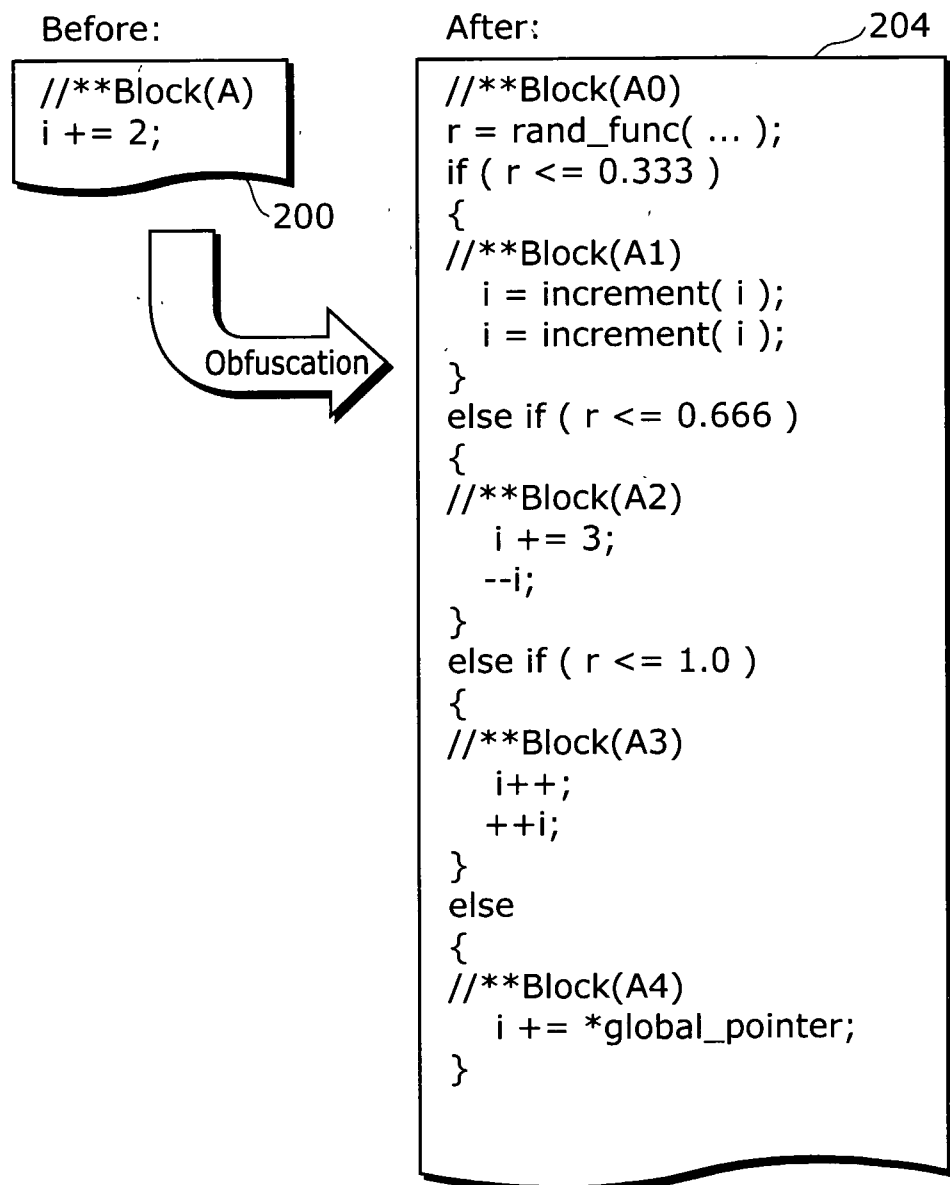 Before:
//**Block(A)
i += 2;
200
Obfuscation
After:
204
//**Block(A0)
r = rand_func( ... );
if ( r <= 0.333 )
{
//**Block(A1)
i = increment( i );
i = increment( i );
}
else if ( r <= 0.666 )
{
//**Block(A2)
i += 3;
--i;
}
else if ( r <= 1.0 )
{
//**Block(A3)
i++;
++i;
}
else
{
//**Block(A4)
i += *global_pointer;
}